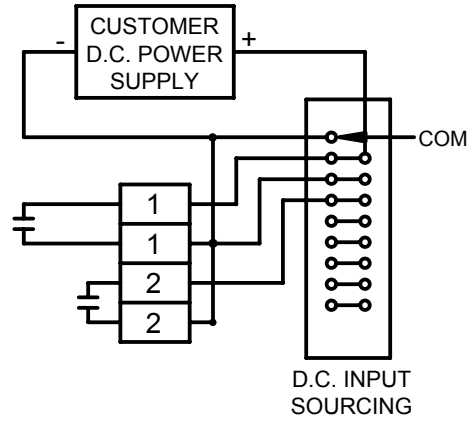 CUSTOMER
- D.C. POWER +
SUPPLY
COM
1
1
2
2
D.C. INPUT
SOURCING